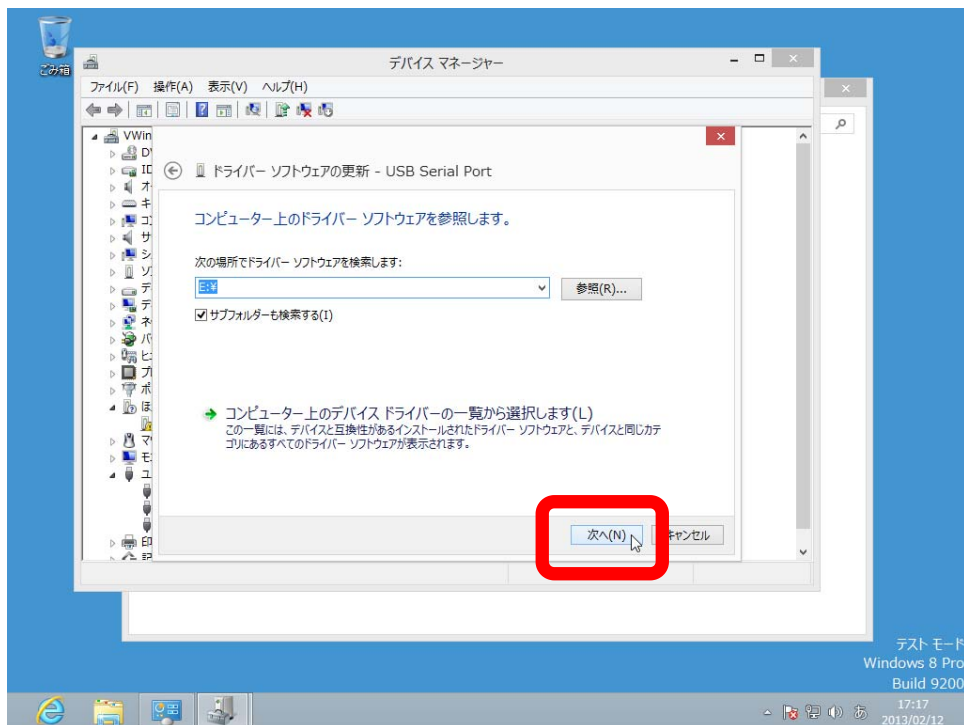 ごみ箱
デバイス マネージャー
ファイル(F) 操作(A) 表示(V) ヘルプ(H)
VWin
ドライバー ソフトウェアの更新 - USB Serial Port
コンピューター上のドライバー ソフトウェアを参照します。
次の場所でドライバー ソフトウェアを検索します:
E:¥
参照(R)...
サブフォルダーも検索する(I)
コンピューター上のデバイス ドライバーの一覧から選択します(L)
この一覧には、デバイスと互換性があるインストールされたドライバー ソフトウェアと、デバイスと同じカテ
ゴリにあるすべてのドライバー ソフトウェアが表示されます。
次へ(N)
キャンセル
テスト モード
Windows 8 Pro
Build 9200
あ
17:17
2013/02/12